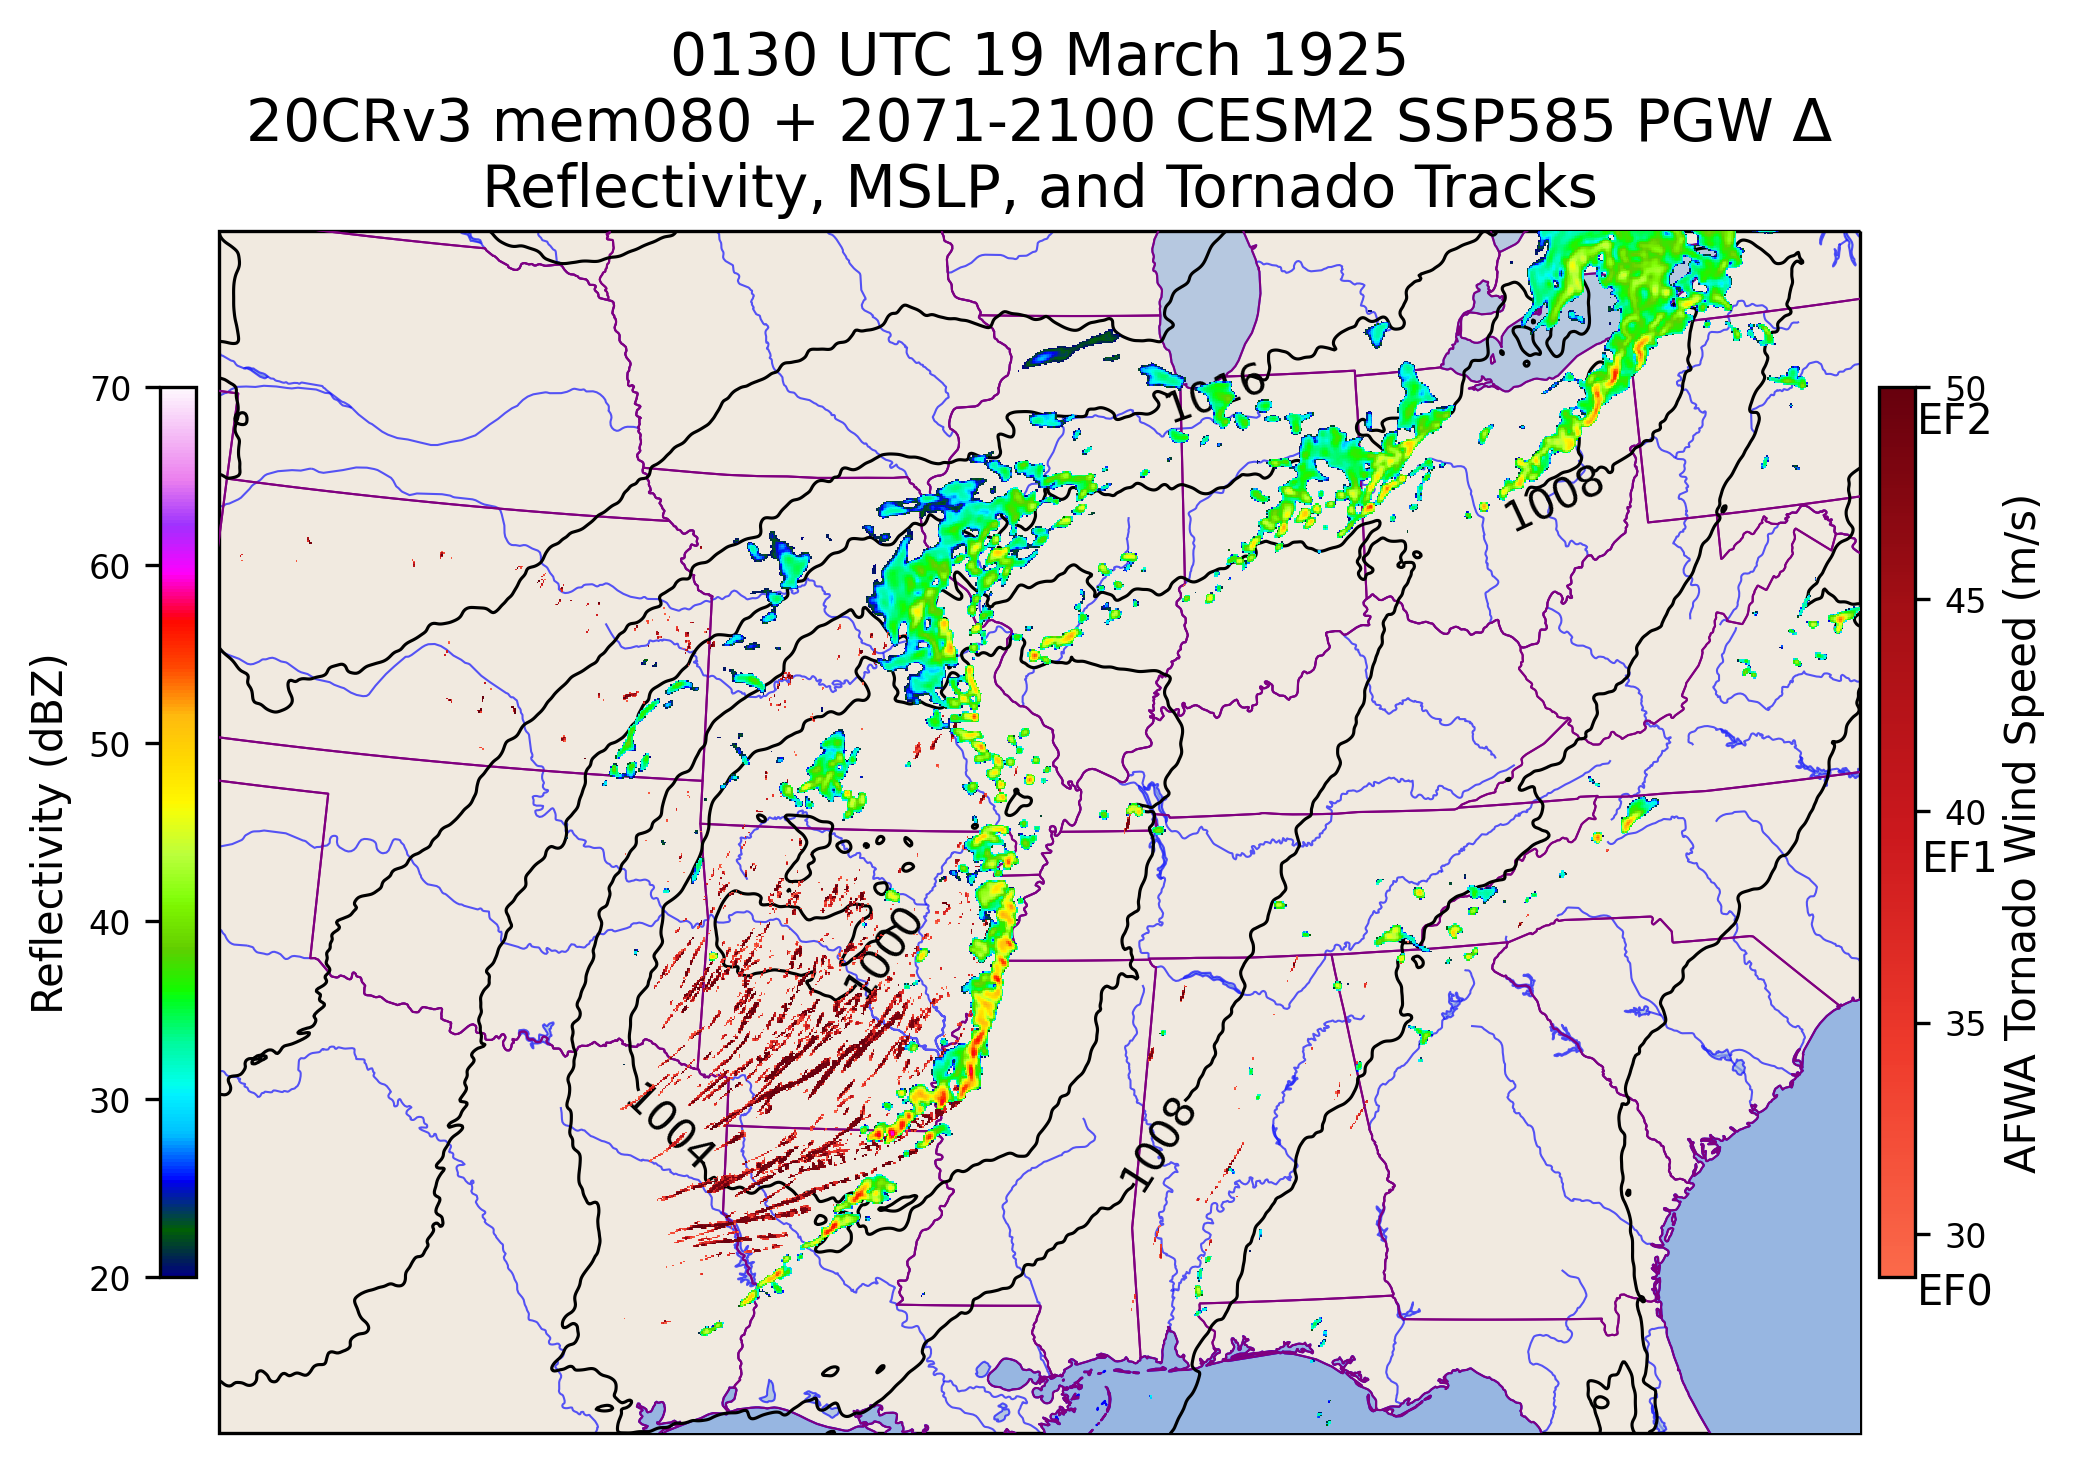 0130 UTC 19 March 1925
20CRv3 mem080 + 2071-2100 CESM2 SSP585 PGW Δ
Reflectivity, MSLP, and Tornado Tracks
Reflectivity (dBZ)
70
60
50
40
30
20
1016
1008
1000
1004
1008
50
EF2
45
40
EF1
35
30
EF0
AFWA Tornado Wind Speed (m/s)